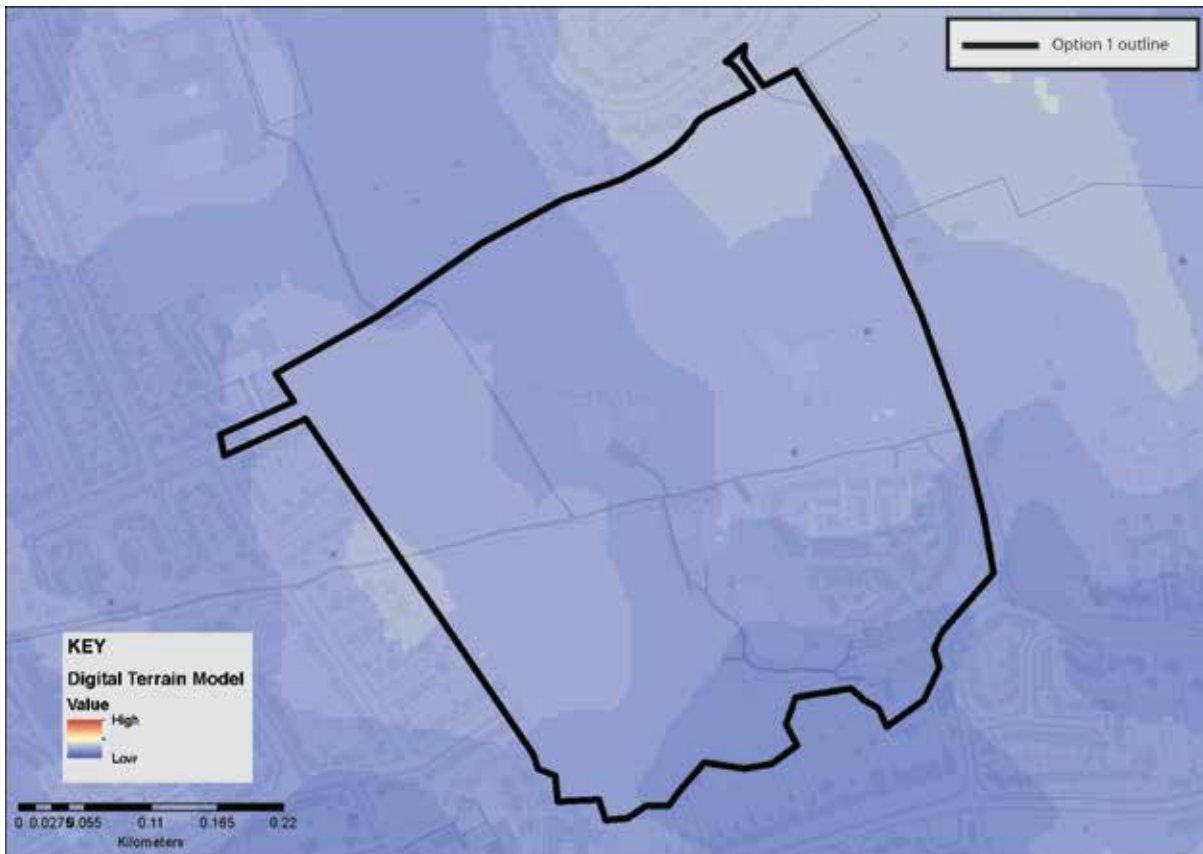 Option 1 outline
KEY
Digital Terrain Model
Value
High
Low
0 0.0275 0.055 0.11 0.165 0.22
Kilometers